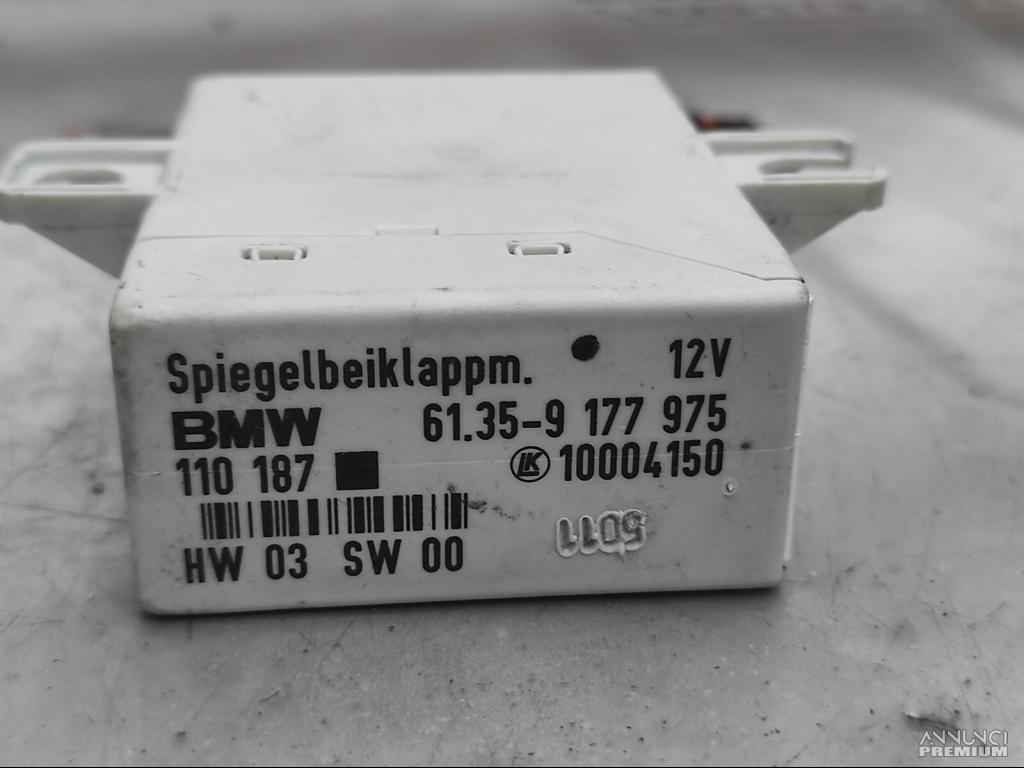 Spiegelbeiklappm. 12V
BMW 61.35-9 177 975
110 187 LK 10004150
HW 03 SW 00
ANNUNCI
PREMIUM